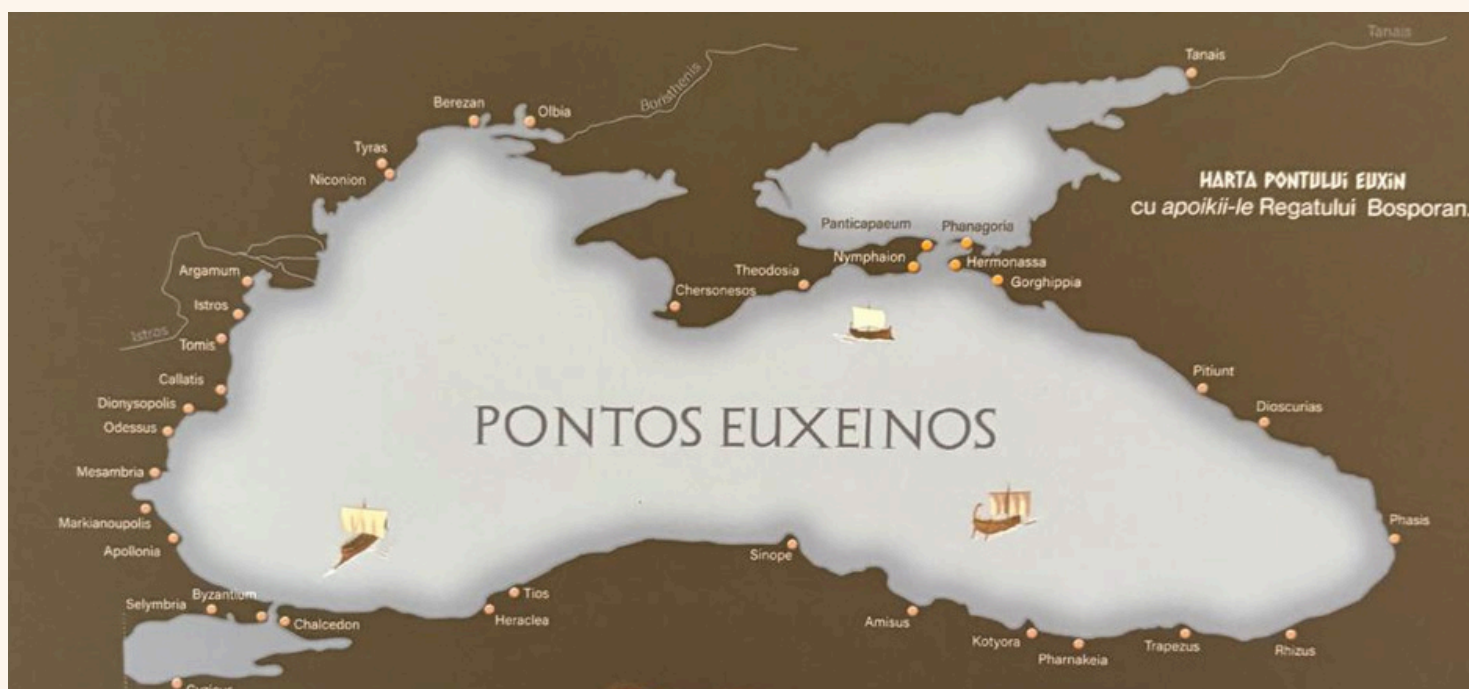 Tanais
Tanais
Boristhenis
Berezan
Olbia
Tyras
Niconion
HARTA PONTULUI EUXIN
cu apoikii-le Regatului Bosporan.
Panticapaeum
Phanagoria
Nymphaion
Hermonassa
Theodosia
Gorghippia
Argamum
Chersonesos
Istros
Istros
Tomis
Callatis
Pitiunt
Dionysopolis
Dioscurias
Odessus
PONTOS EUXEINOS
Mesambria
Markianoupolis
Phasis
Apollonia
Sinope
Byzantium
Tios
Selymbria
Heraclea
Chalcedon
Amisus
Kotyora
Trapezus
Rhizus
Pharnakeia